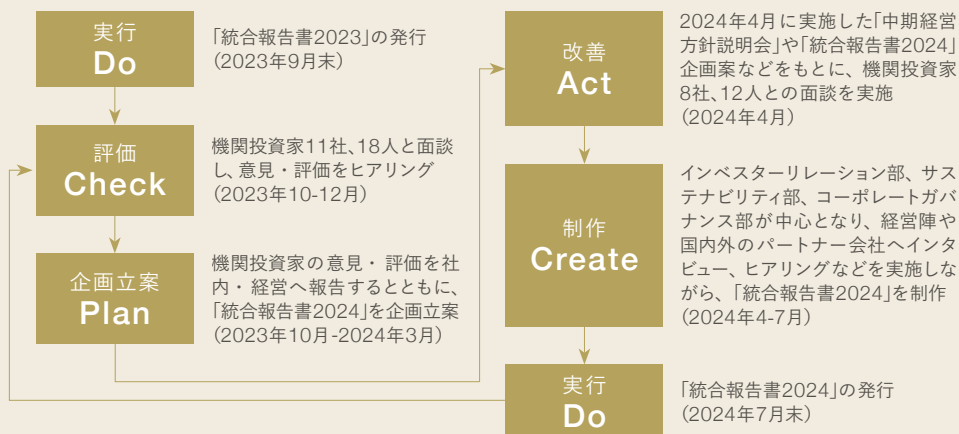 実行
Do
「統合報告書2023」の発行
(2023年9月末)
評価
Check
機関投資家11社、18人と面談
し、意見・評価をヒアリング
(2023年10-12月)
企画立案
Plan
機関投資家の意見・評価を社
内・経営へ報告するとともに、
「統合報告書2024」を企画立案
(2023年10月-2024年3月)
改善
Act
2024年4月に実施した「中期経営
方針説明会」や「統合報告書2024」
企画案などをもとに、機関投資家
8社、12人との面談を実施
(2024年4月)
制作
Create
インベスターリレーション部、サス
テナビリティ部、コーポレートガバ
ナンス部が中心となり、経営陣や
国内外のパートナー会社へインタ
ビュー、ヒアリングなどを実施しな
がら、「統合報告書2024」を制作
(2024年4-7月)
実行
Do
「統合報告書2024」の発行
(2024年7月末)